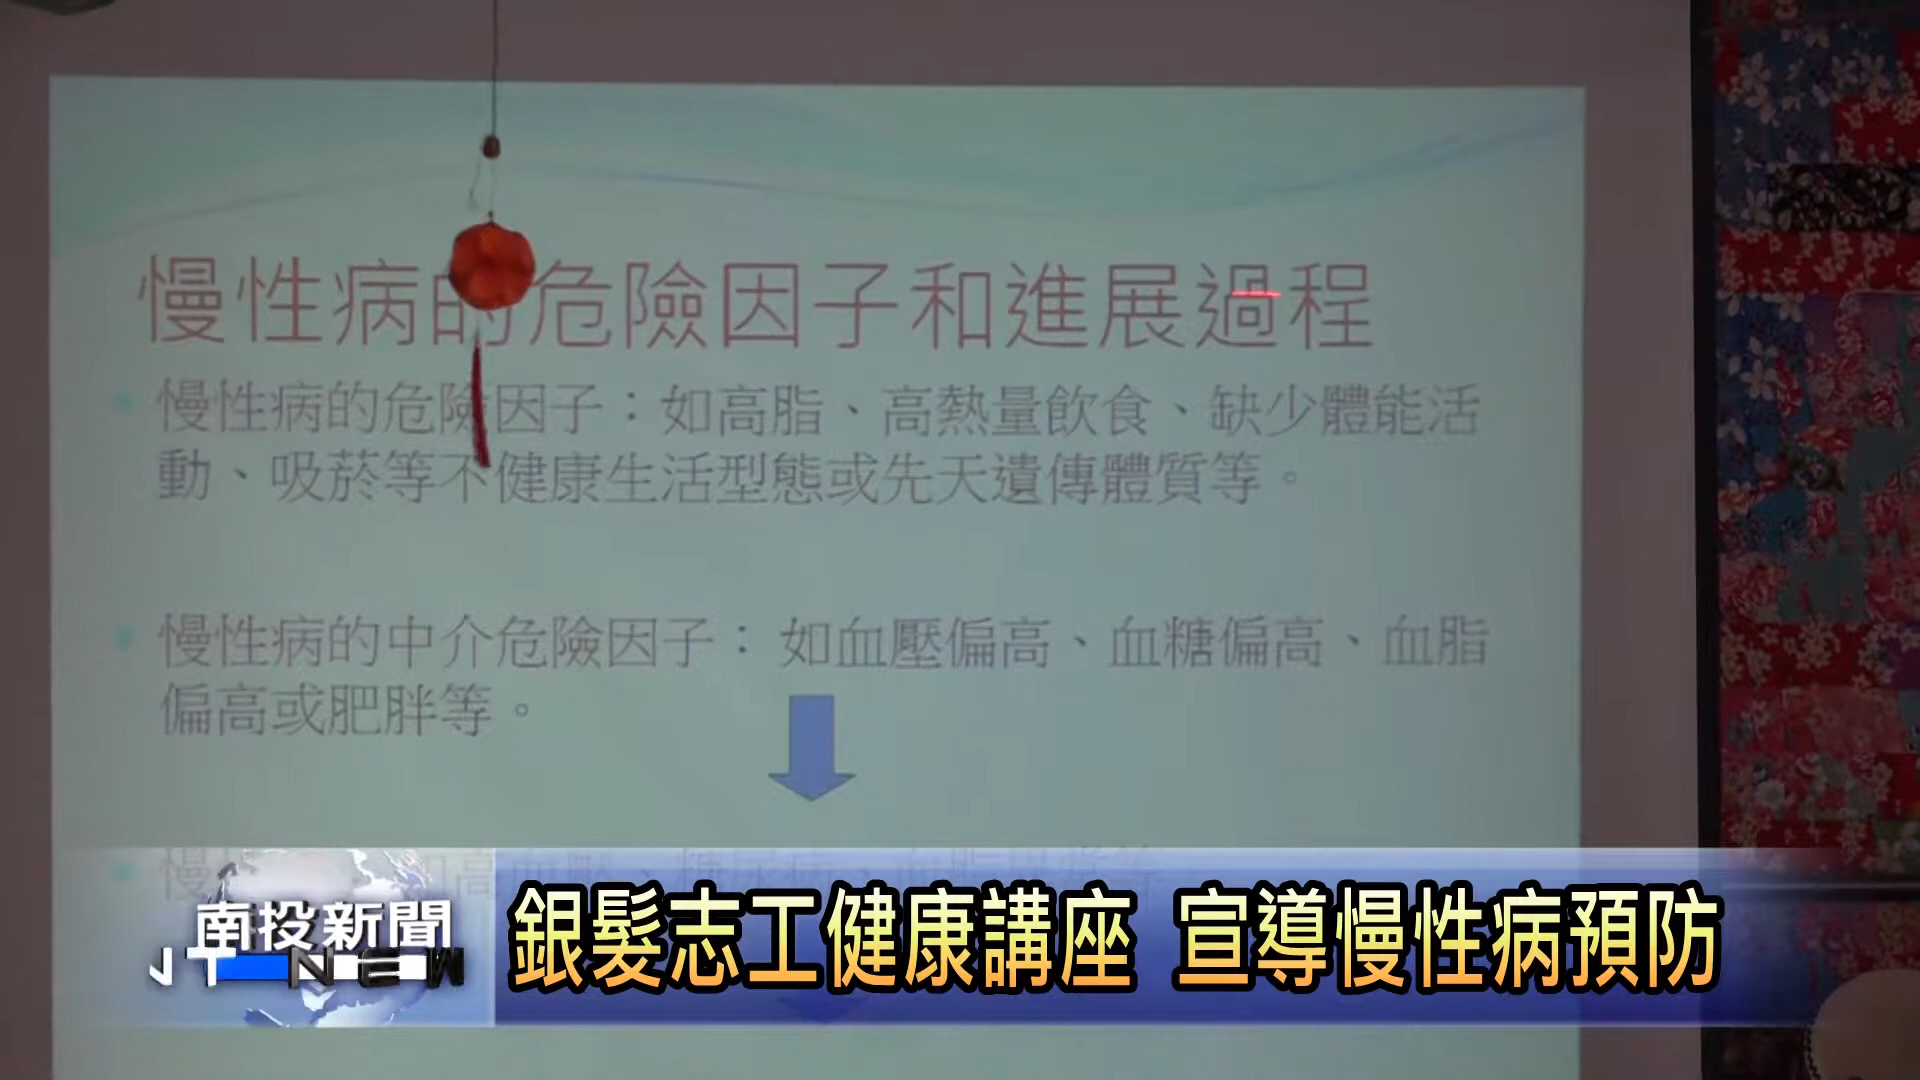 慢性病的危險因子和進展過程
慢性病的危險因子：如高脂、高熱量飲食、缺少體能活
動、吸菸等不健康生活型態或先天遺傳體質等。
慢性病的中介危險因子： 如血壓偏高、血糖偏高、血脂
偏高或肥胖等。
南投新聞
NT NEW
銀髮志工健康講座 宣導慢性病預防